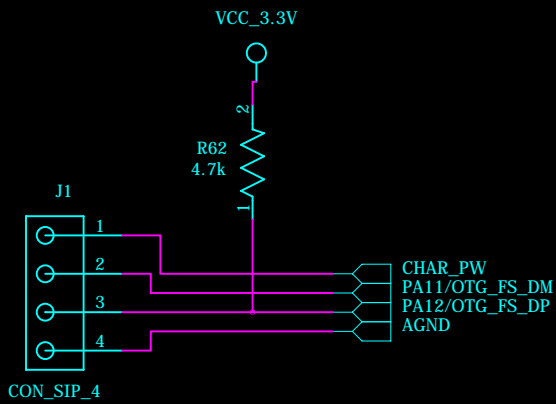 VCC_3.3V
2
R62
4.7k
1
J1
1
2
3
4
CHAR_PW
PA11/OTG_FS_DM
PA12/OTG_FS_DP
AGND
CON_SIP_4